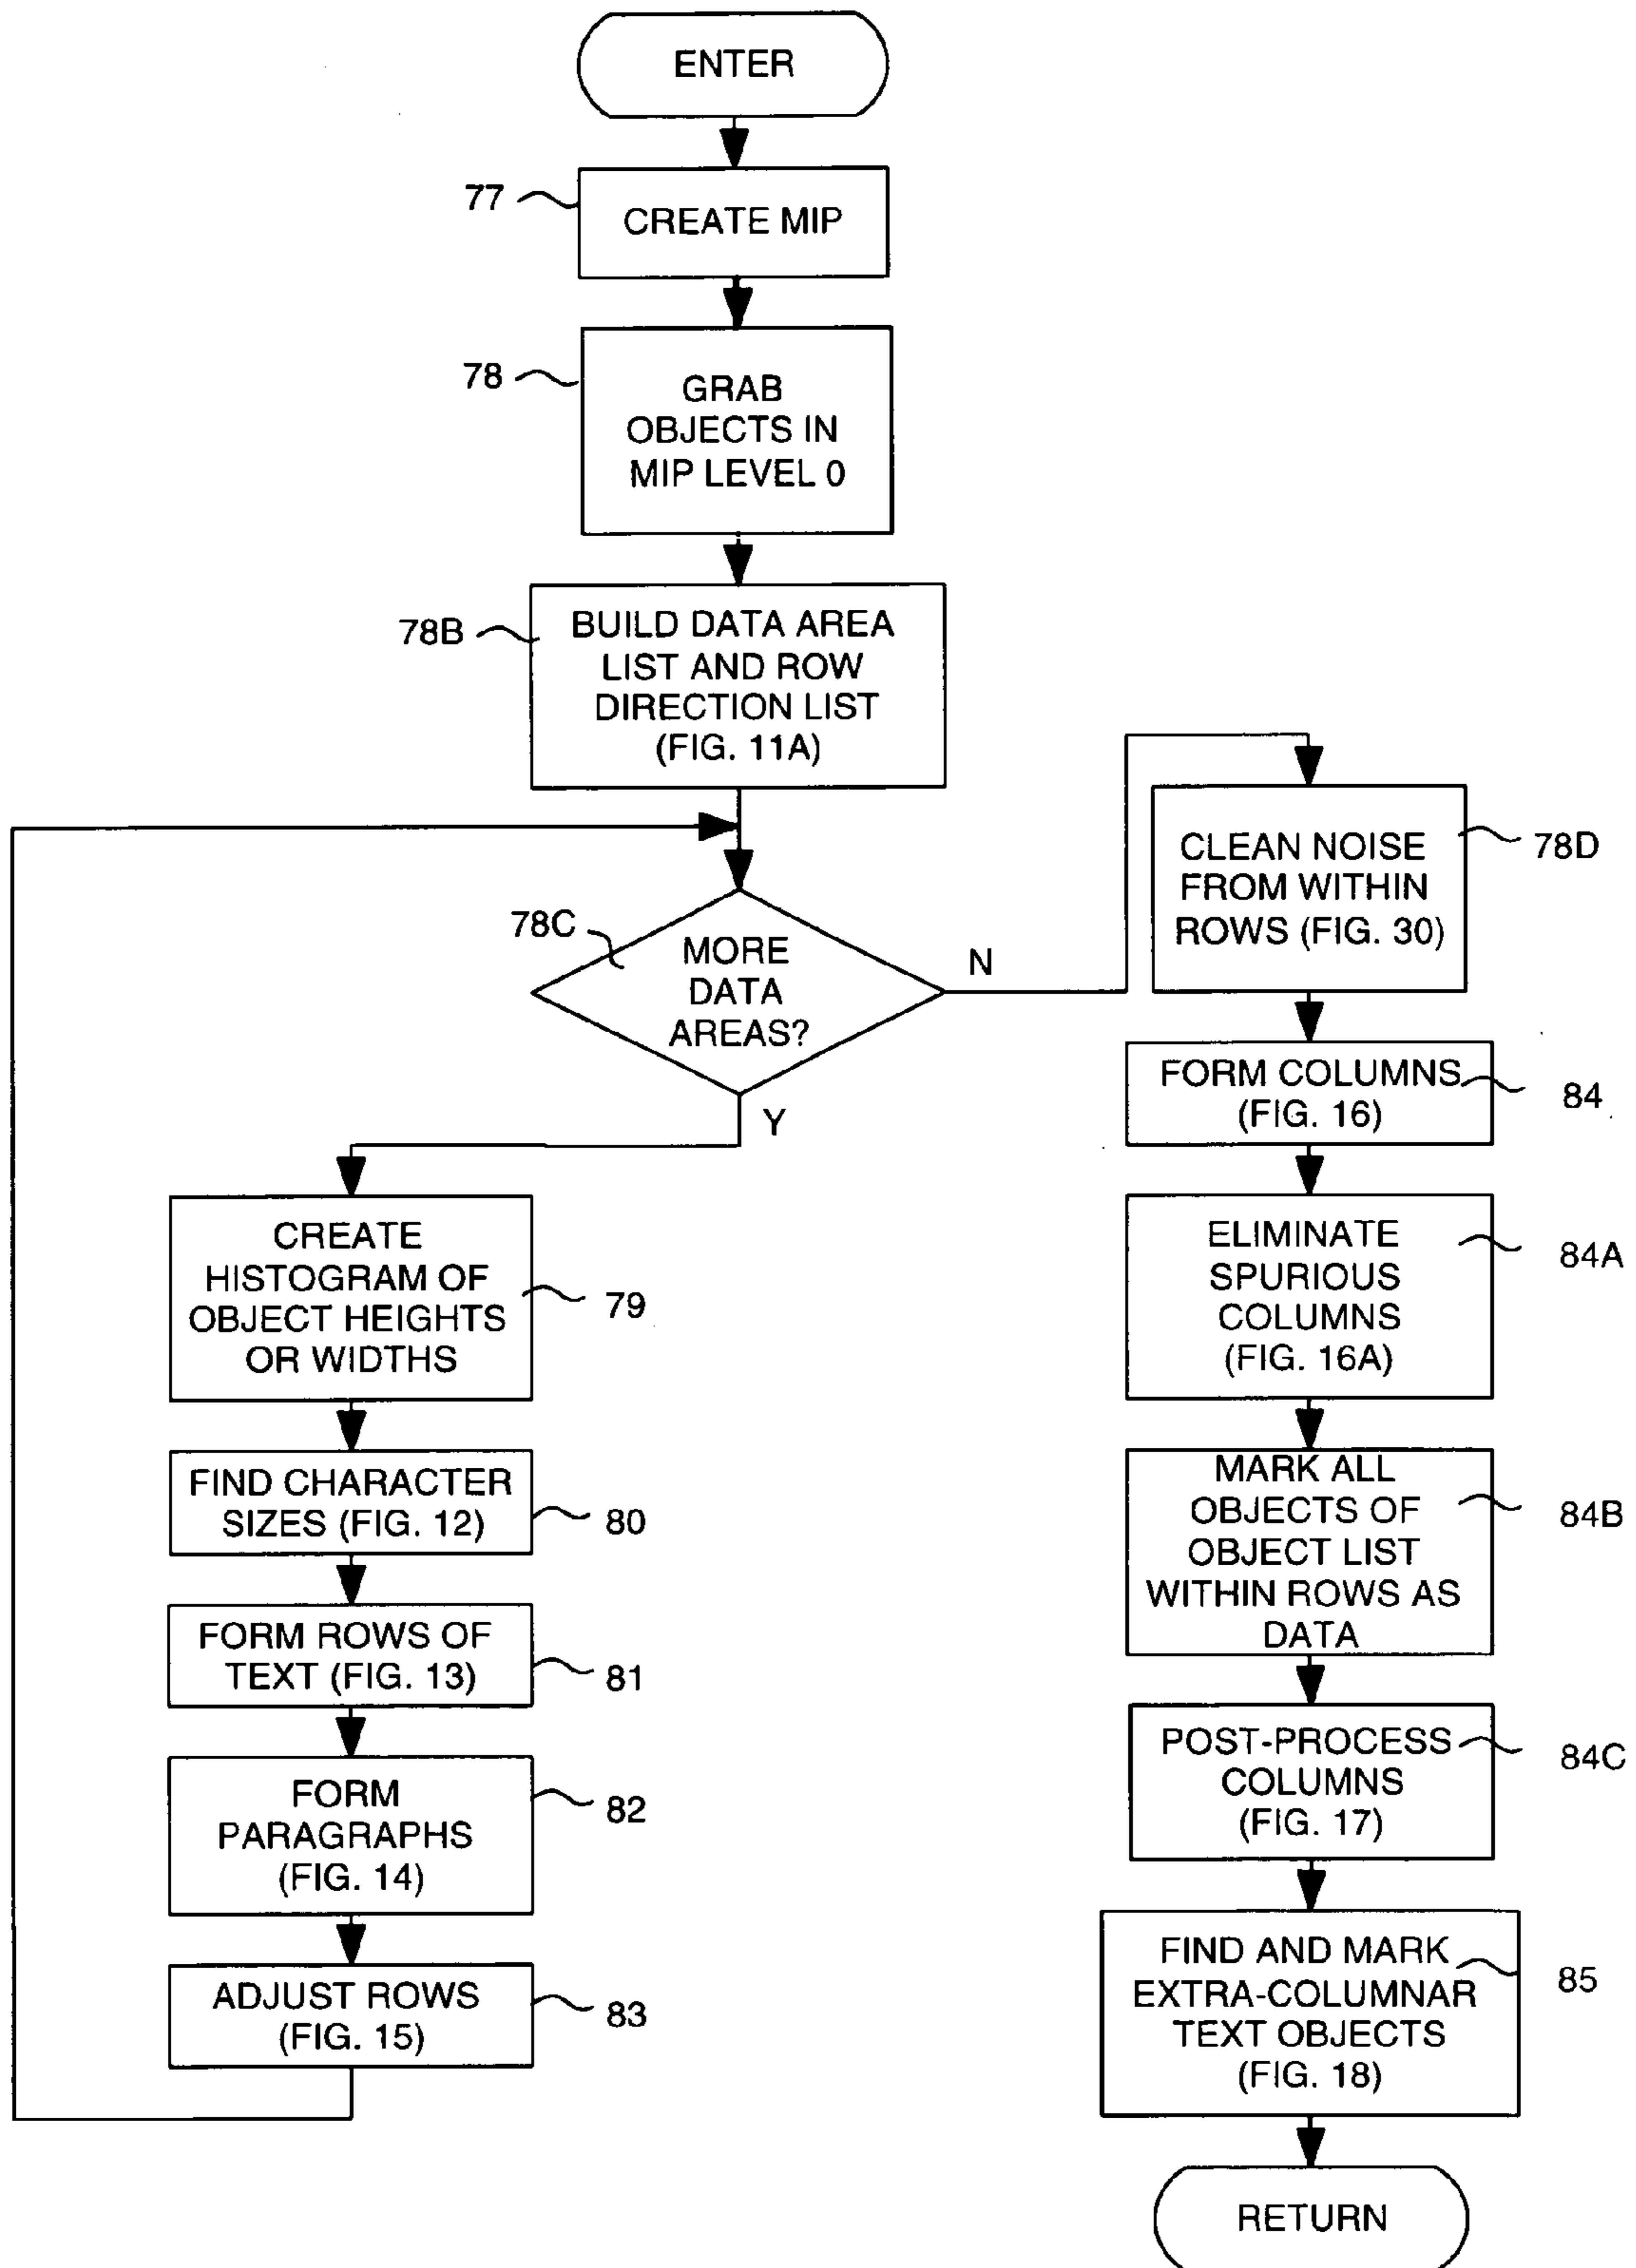 ENTER
77
CREATE MIP
78
GRAB
OBJECTS IN
MIP LEVEL 0
78B
BUILD DATA AREA
LIST AND ROW
DIRECTION LIST
(FIG. 11A)
78C
MORE
DATA
AREAS?
N
Y
CREATE
HISTOGRAM OF
OBJECT HEIGHTS
OR WIDTHS
79
FIND CHARACTER
SIZES (FIG. 12)
80
FORM ROWS OF
TEXT (FIG. 13)
81
FORM
PARAGRAPHS
(FIG. 14)
82
ADJUST ROWS
(FIG. 15)
83
CLEAN NOISE
FROM WITHIN
ROWS (FIG. 30)
78D
FORM COLUMNS
(FIG. 16)
84
ELIMINATE
SPURIOUS
COLUMNS
(FIG. 16A)
84A
MARK ALL
OBJECTS OF
OBJECT LIST
WITHIN ROWS AS
DATA
84B
POST-PROCESS
COLUMNS
(FIG. 17)
84C
FIND AND MARK
EXTRA-COLUMNAR
TEXT OBJECTS
(FIG. 18)
85
RETURN